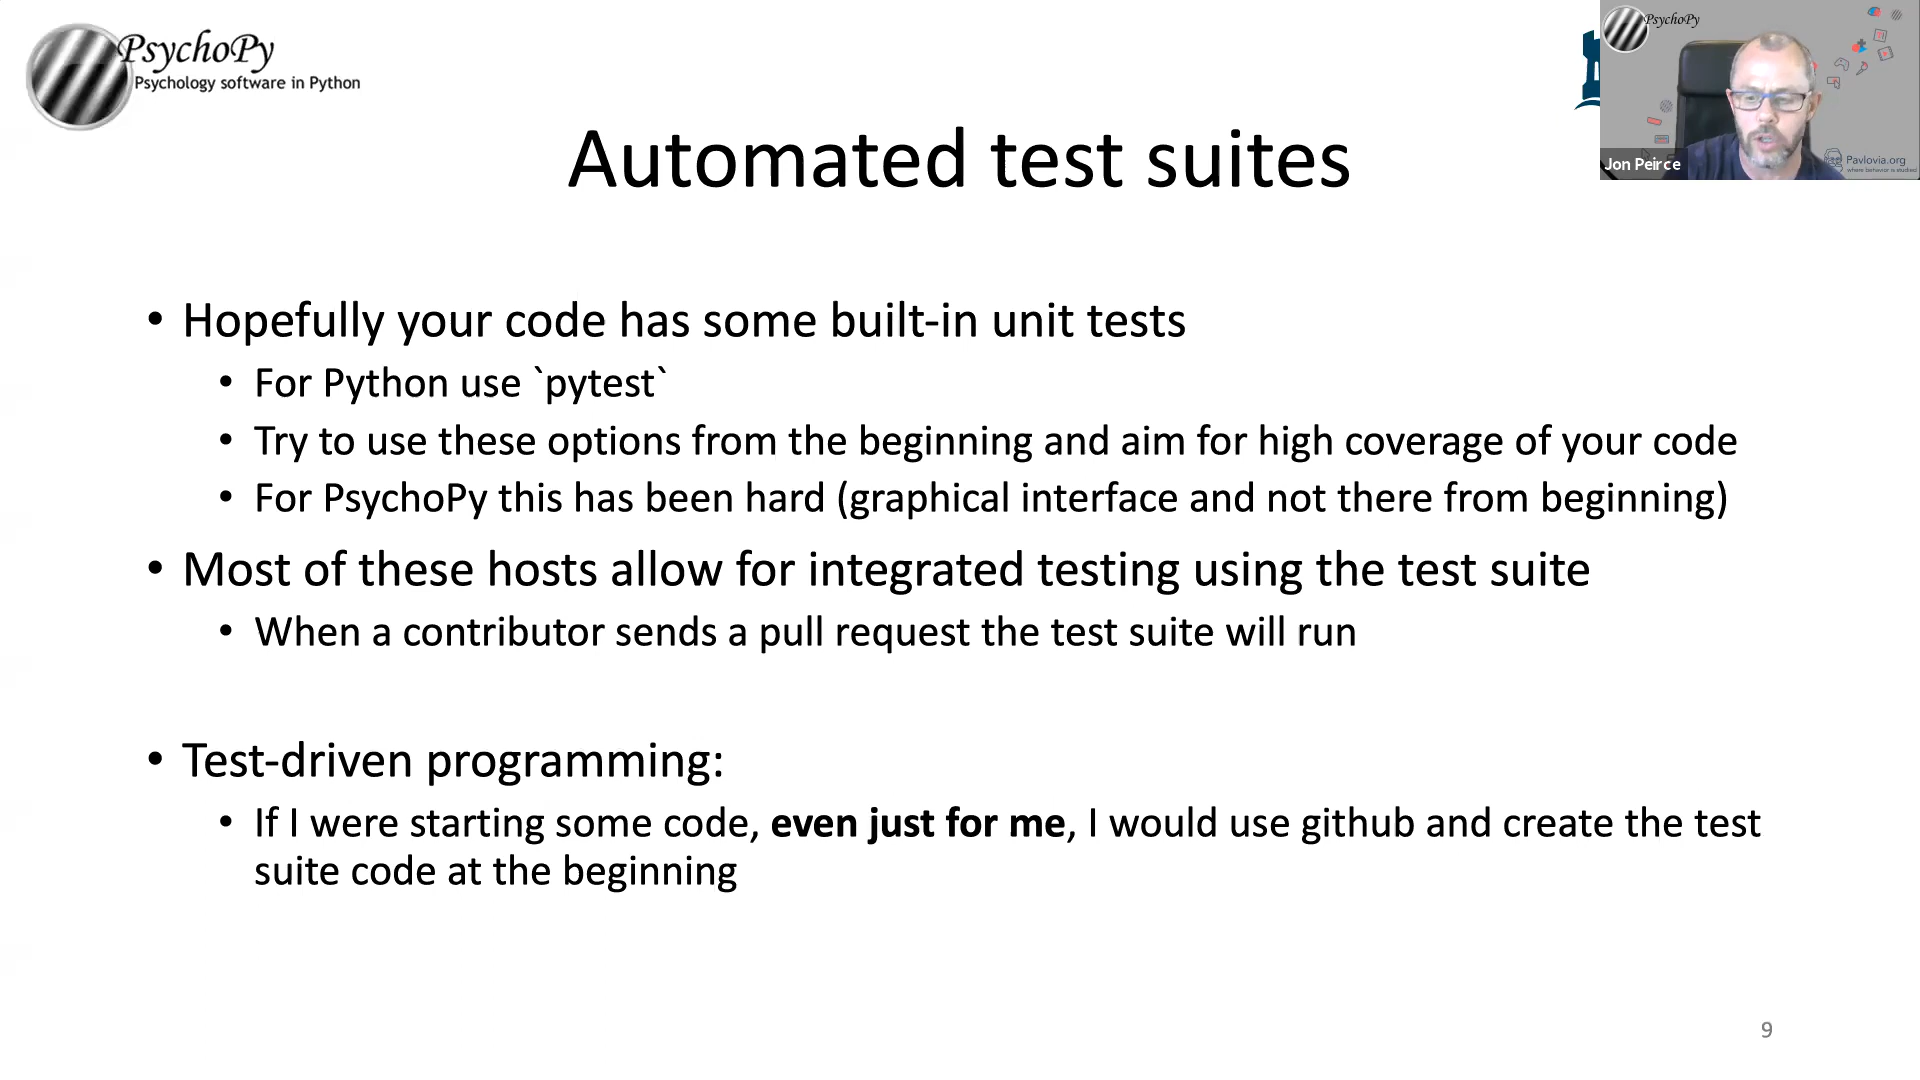 PsychoPy
Psychology software in Python
PsychoPy
Jon Peirce
Pavlovia.org
where behavior is studied
Automated test suites
• Hopefully your code has some built-in unit tests
• For Python use `pytest`
• Try to use these options from the beginning and aim for high coverage of your code
• For PsychoPy this has been hard (graphical interface and not there from beginning)
• Most of these hosts allow for integrated testing using the test suite
• When a contributor sends a pull request the test suite will run
• Test-driven programming:
• If I were starting some code, even just for me, I would use github and create the test
suite code at the beginning
9